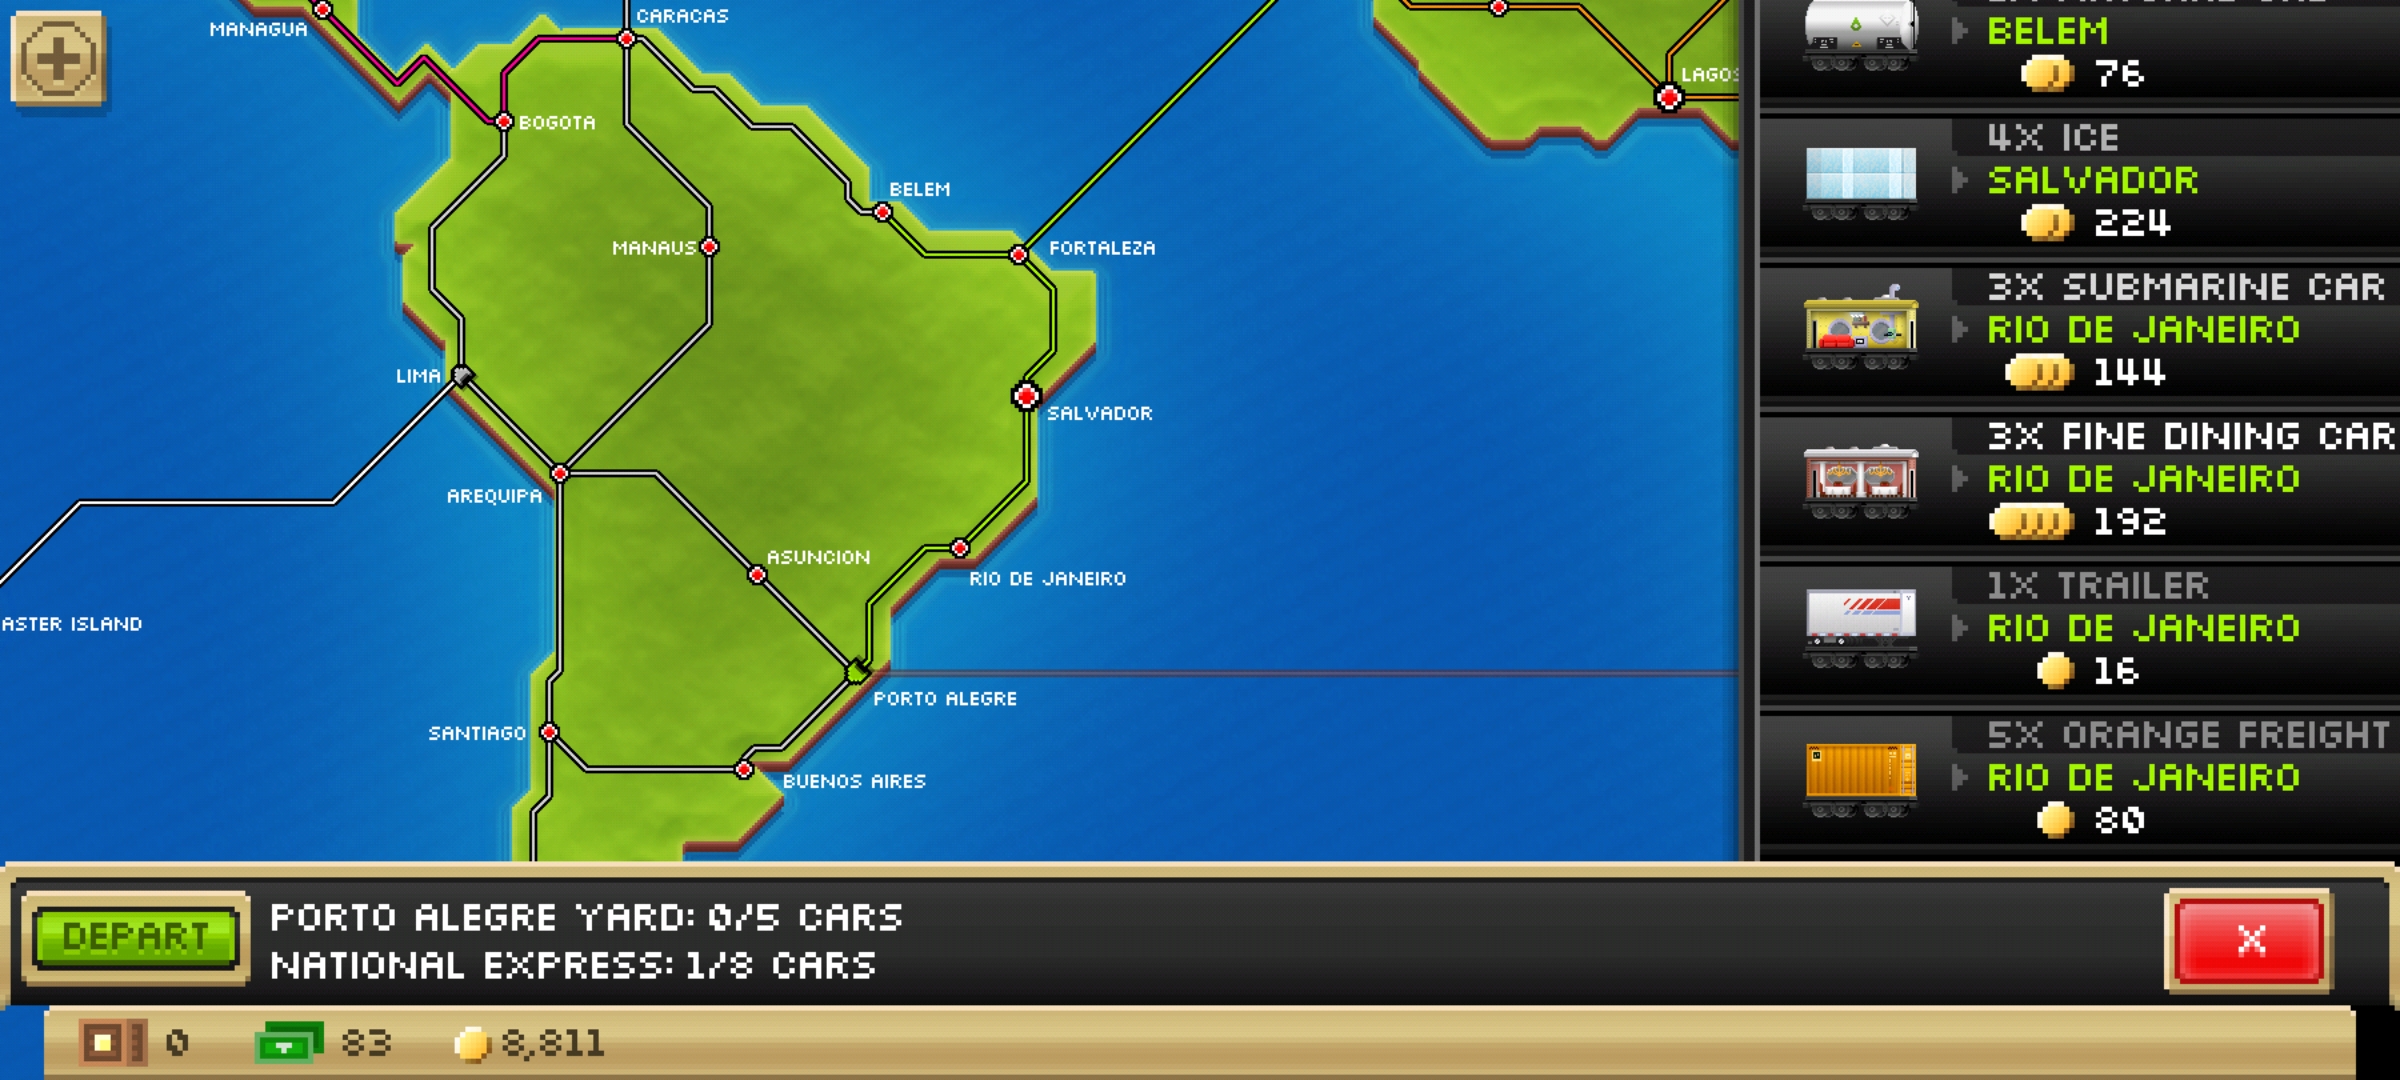 CARACAS
MANAGUA
BOGOTA
LAGOS
BELEM
MANAUS
FORTALEZA
LIMA
SALVADOR
AREQUIPA
ASUNCION
RIO DE JANEIRO
ASTER ISLAND
PORTO ALEGRE
SANTIAGO
BUENOS AIRES
BELEM
76
4X ICE
SALVADOR
224
3X SUBMARINE CAR
RIO DE JANEIRO
144
3X FINE DINING CAR
RIO DE JANEIRO
192
1X TRAILER
RIO DE JANEIRO
16
5X ORANGE FREIGHT
RIO DE JANEIRO
80
DEPART
PORTO ALEGRE YARD: 0/5 CARS
NATIONAL EXPRESS: 1/8 CARS
X
0
83
8,811